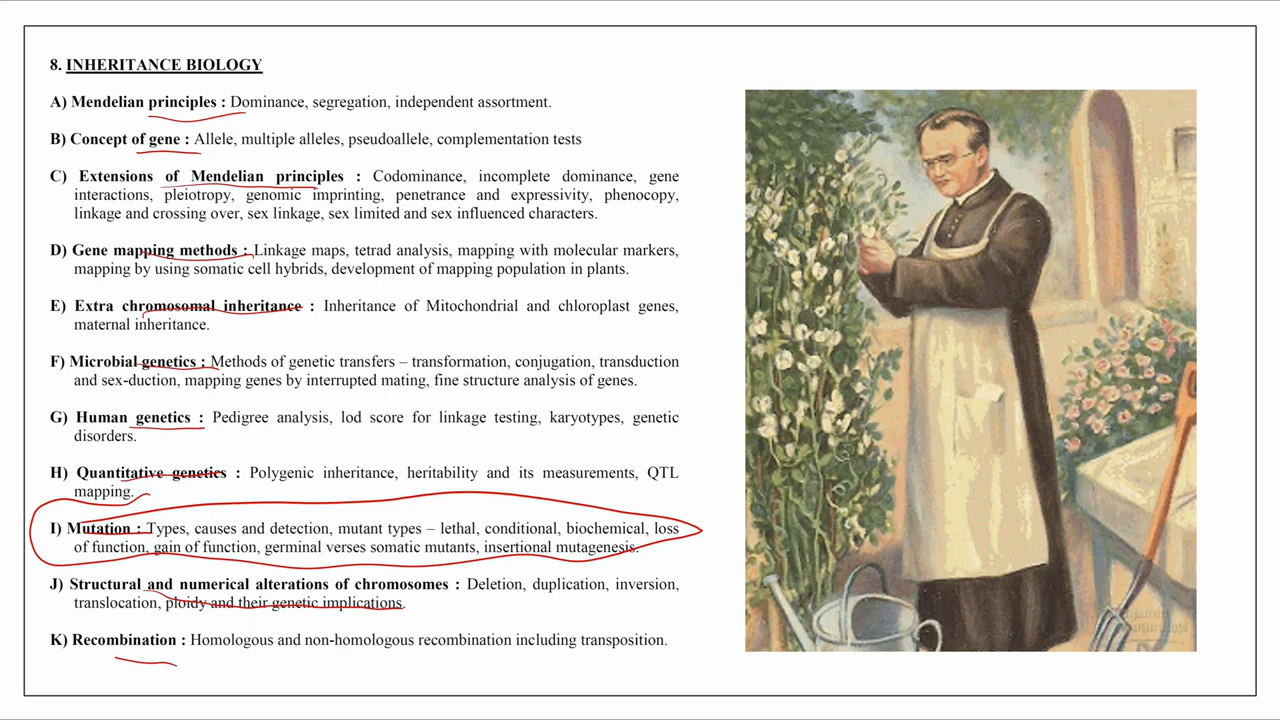 8. INHERITANCE BIOLOGY
A) Mendelian principles : Dominance, segregation, independent assortment.
B) Concept of gene : Allele, multiple alleles, pseudoallele, complementation tests
C) Extensions of Mendelian principles : Codominance, incomplete dominance, gene
interactions, pleiotropy, genomic imprinting, penetrance and expressivity, phenocopy,
linkage and crossing over, sex linkage, sex limited and sex influenced characters.
D) Gene mapping methods : Linkage maps, tetrad analysis, mapping with molecular markers,
mapping by using somatic cell hybrids, development of mapping population in plants.
E) Extra chromosomal inheritance : Inheritance of Mitochondrial and chloroplast genes,
maternal inheritance.
F) Microbial genetics : Methods of genetic transfers – transformation, conjugation, transduction
and sex-duction, mapping genes by interrupted mating, fine structure analysis of genes.
G) Human genetics : Pedigree analysis, lod score for linkage testing, karyotypes, genetic
disorders.
H) Quantitative genetics : Polygenic inheritance, heritability and its measurements, QTL
mapping.
I) Mutation : Types, causes and detection, mutant types – lethal, conditional, biochemical, loss
of function, gain of function, germinal verses somatic mutants, insertional mutagenesis.
J) Structural and numerical alterations of chromosomes : Deletion, duplication, inversion,
translocation, ploidy and their genetic implications.
K) Recombination : Homologous and non-homologous recombination including transposition.